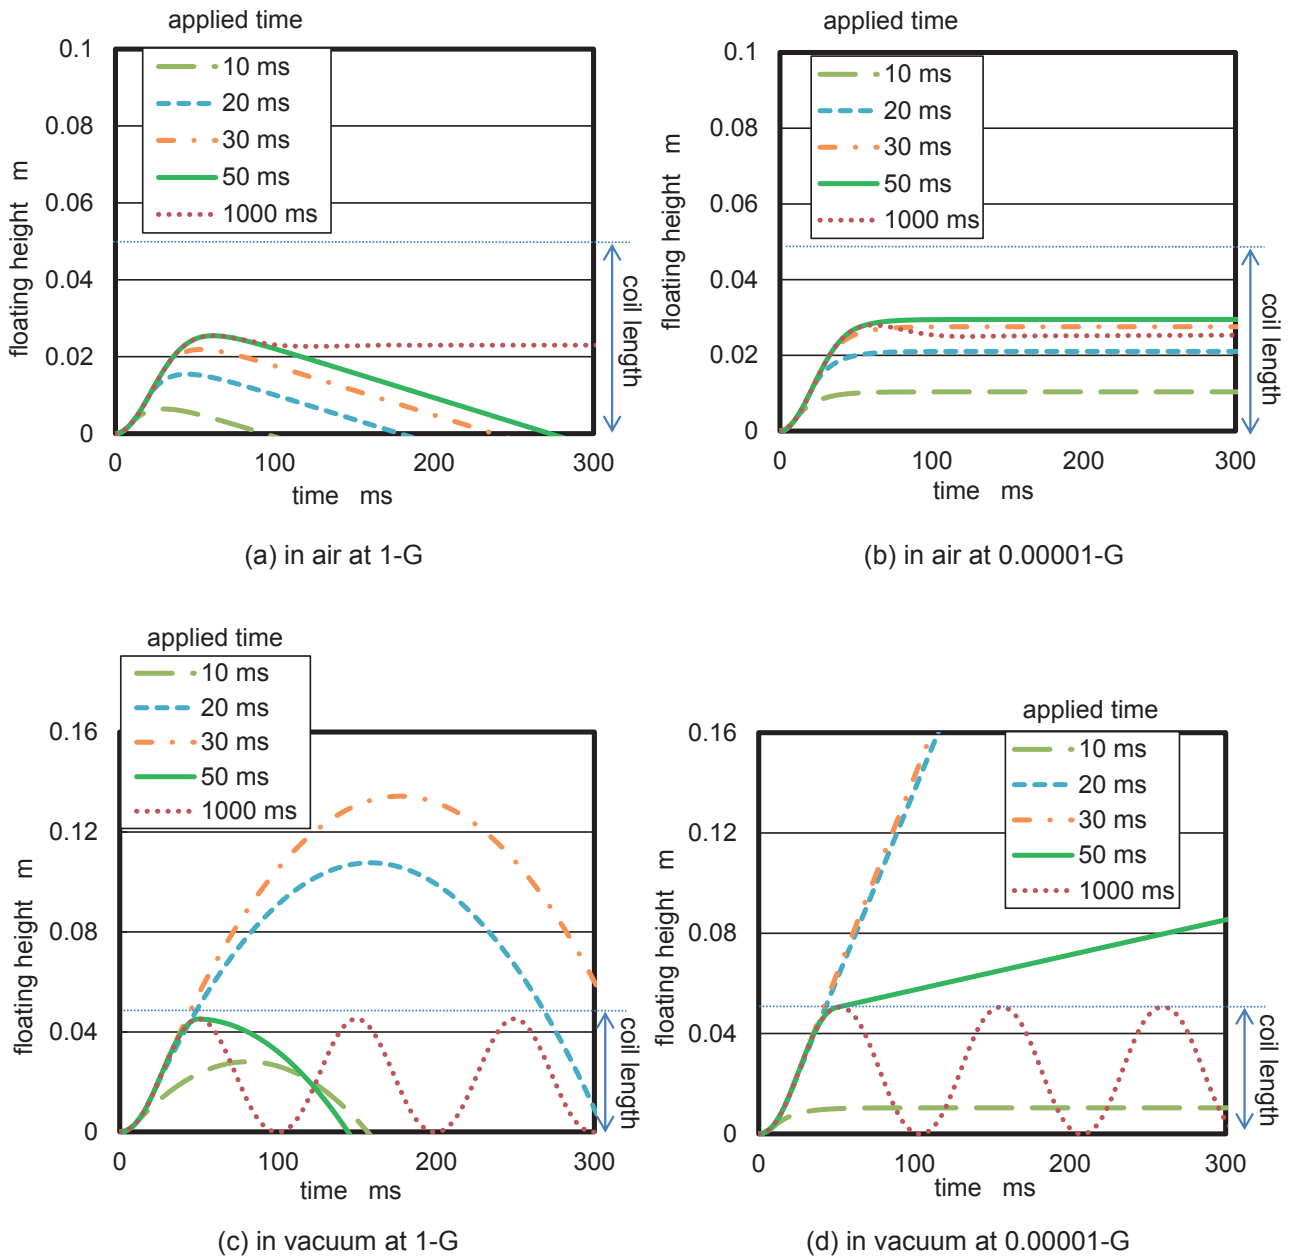 applied time
0.1
0.08
0.06
0.04
0.02
0
floating height m
10 ms
20 ms
30 ms
50 ms
1000 ms
coil length
0
100
200
300
time ms
(a) in air at 1-G
applied time
0.1
0.08
0.06
0.04
0.02
0
floating height m
10 ms
20 ms
30 ms
50 ms
1000 ms
coil length
0
100
200
300
time ms
(b) in air at 0.00001-G
applied time
10 ms
20 ms
30 ms
50 ms
1000 ms
0.16
0.12
0.08
0.04
0
floating height m
coil length
0
100
200
300
time ms
(c) in vacuum at 1-G
applied time
10 ms
20 ms
30 ms
50 ms
1000 ms
0.16
0.12
0.08
0.04
0
floating height m
coil length
0
100
200
300
time ms
(d) in vacuum at 0.00001-G